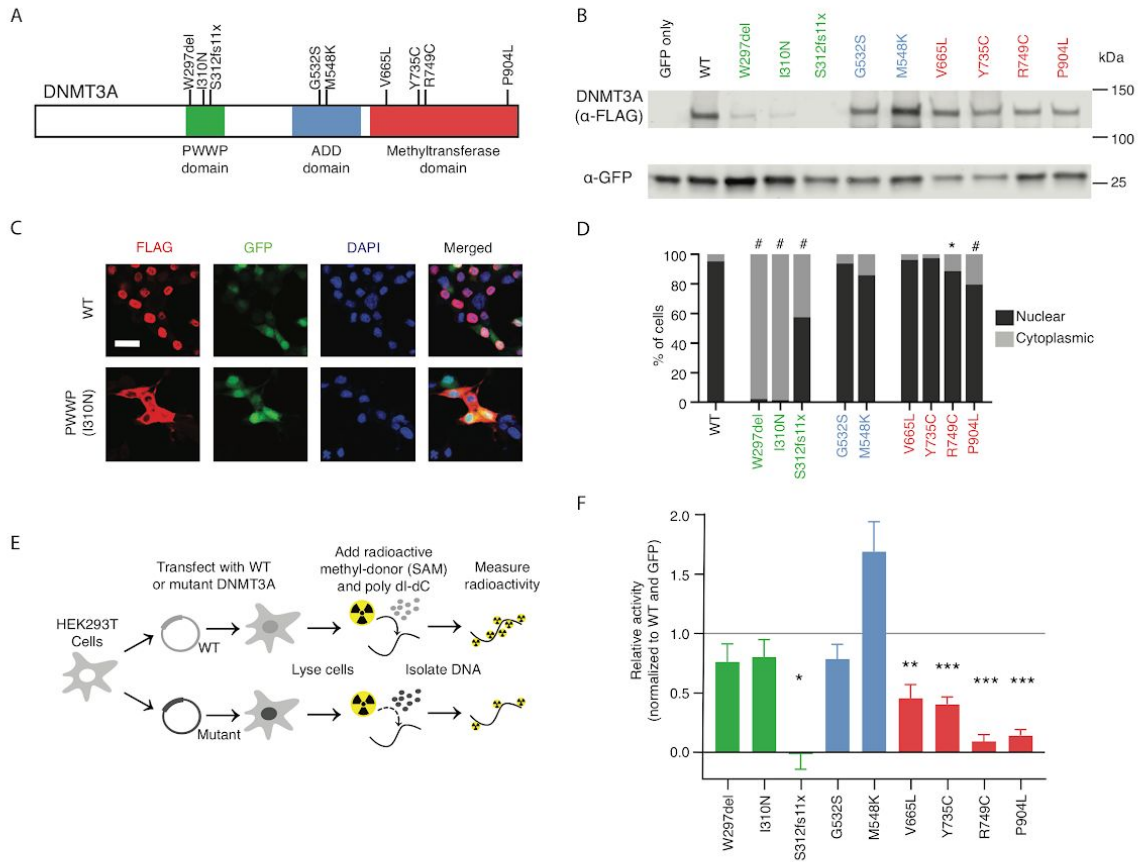 A
W297del
I310N
S312fs11x
G532S
M548K
V665L
Y735C
R749C
P904L
DNMT3A
PWWP
domain
ADD
domain
Methyltransferase
domain
B
GFP only
WT
W297del
I310N
S312fs11x
G532S
M548K
V665L
Y735C
R749C
P904L
kDa
DNMT3A
(α-FLAG)
150
100
α-GFP
25
C
FLAG
GFP
DAPI
Merged
WT
PWWP
(I310N)
D
% of cells
100
80
60
40
20
0
# # # * #
Nuclear
Cytoplasmic
WT
W297del
I310N
S312fs11x
G532S
M548K
V665L
Y735C
R749C
P904L
E
HEK293T
Cells
Transfect with WT
or mutant DNMT3A
Add radioactive
methyl-donor (SAM)
and poly dI-dC
Measure
radioactivity
WT
Lyse cells
Isolate DNA
Mutant
F
Relative activity
(normalized to WT and GFP)
2.0
1.5
1.0
0.5
0.0
* ** *** *** ***
W297del
I310N
S312fs11x
G532S
M548K
V665L
Y735C
R749C
P904L